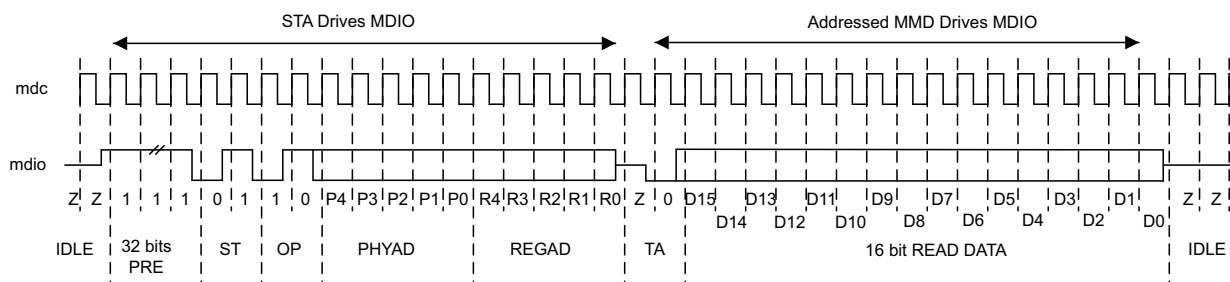 STA Drives MDIO
Addressed MMD Drives MDIO
mdc
mdio
Z Z 1 1 1 0 1 1 0 P4 P3 P2 P1 P0 R4 R3 R2 R1 R0 Z 0 D15 D13 D11 D9 D7 D5 D3 D1 Z Z
D14 D12 D10 D8 D6 D4 D2 D0
IDLE 32 bits PRE ST OP PHYAD REGAD TA 16 bit READ DATA IDLE